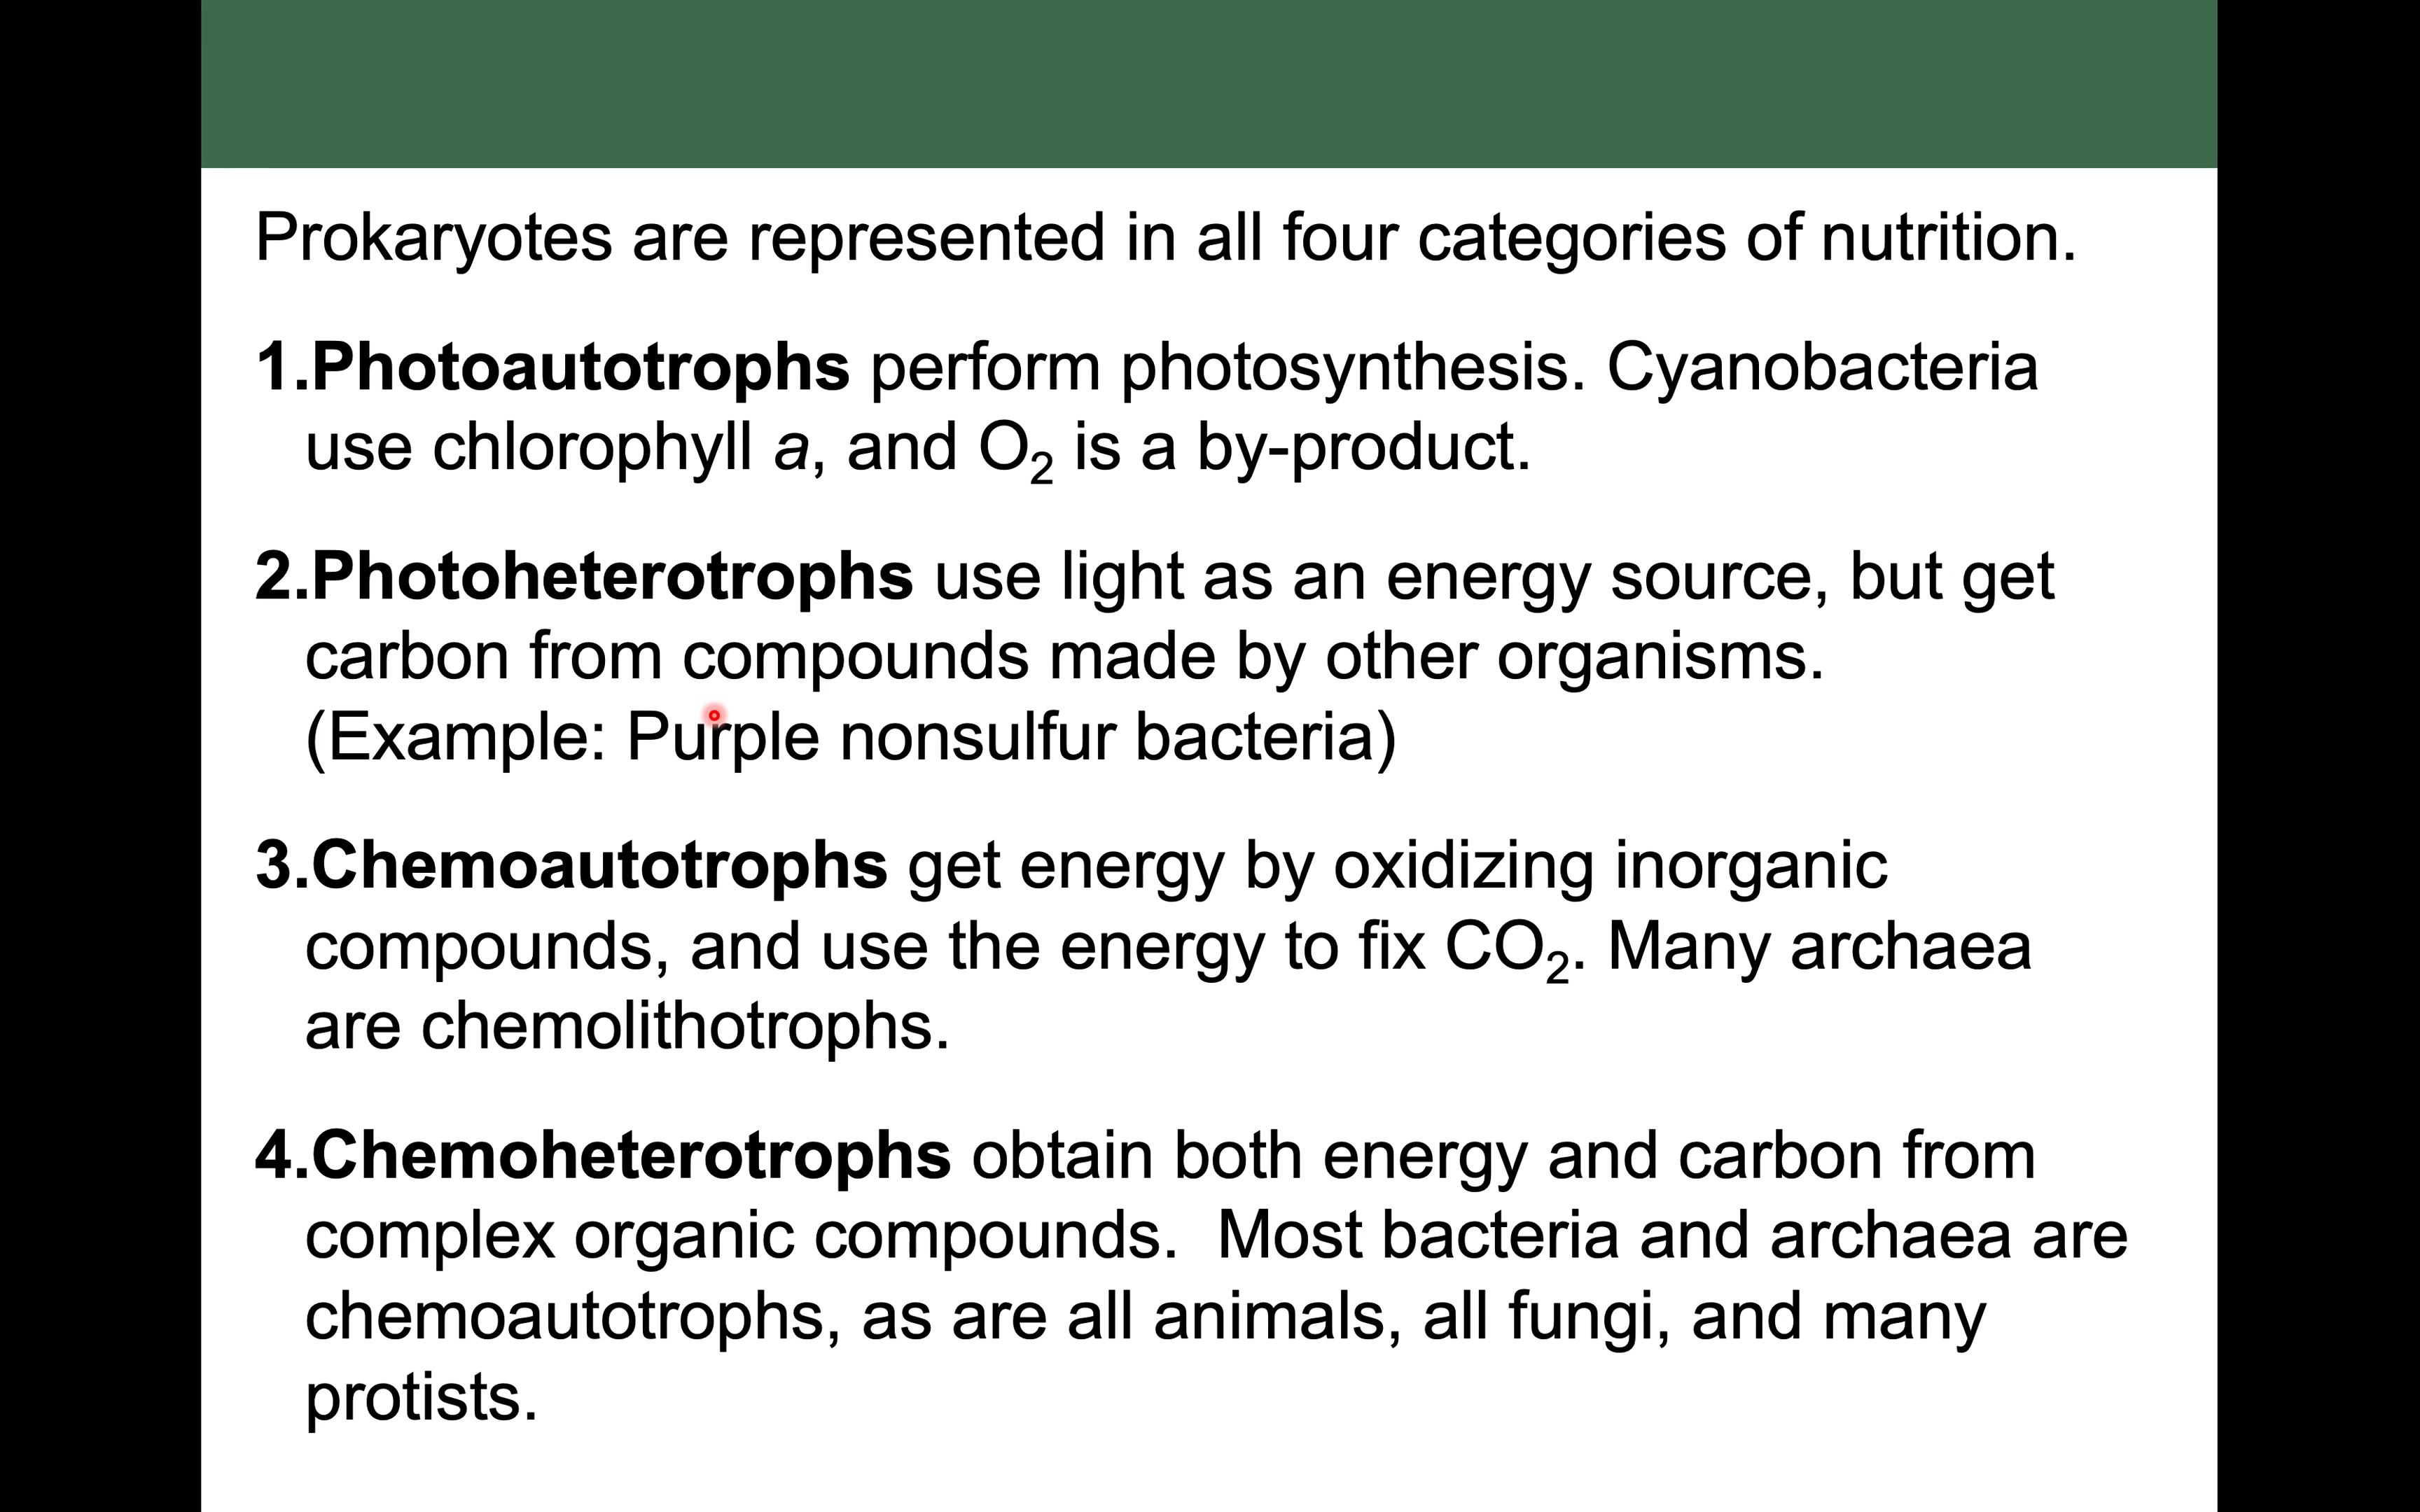 Prokaryotes are represented in all four categories of nutrition.
1.Photoautotrophs perform photosynthesis. Cyanobacteria
use chlorophyll a, and O₂ is a by-product.
2.Photoheterotrophs use light as an energy source, but get
carbon from compounds made by other organisms.
(Example: Purple nonsulfur bacteria)
3.Chemoautotrophs get energy by oxidizing inorganic
compounds, and use the energy to fix CO₂. Many archaea
are chemolithotrophs.
4.Chemoheterotrophs obtain both energy and carbon from
complex organic compounds.  Most bacteria and archaea are
chemoautotrophs, as are all animals, all fungi, and many
protists.